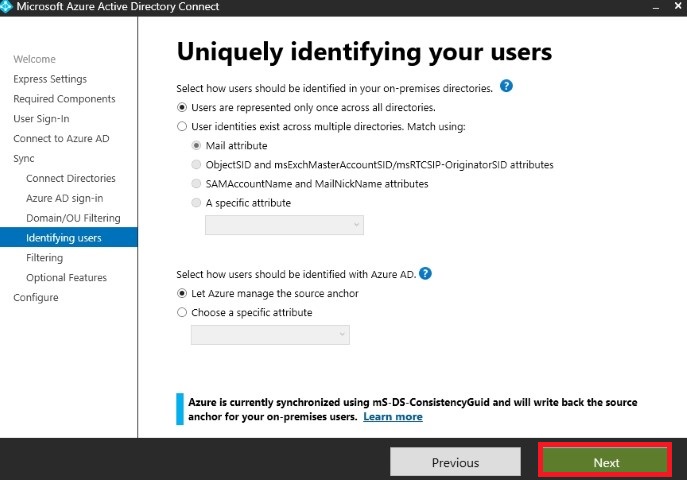 Microsoft Azure Active Directory Connect
Welcome
Express Settings
Required Components
User Sign-In
Connect to Azure AD
Sync
Connect Directories
Azure AD sign-in
Domain/OU Filtering
Identifying users
Filtering
Optional Features
Configure
Uniquely identifying your users
Select how users should be identified in your on-premises directories. ?
Users are represented only once across all directories.
User identities exist across multiple directories. Match using:
Mail attribute
ObjectSID and msExchMasterAccountSID/msRTCSIP-OriginatorSID attributes
SAMAccountName and MailNickName attributes
A specific attribute
Select how users should be identified with Azure AD. ?
Let Azure manage the source anchor
Choose a specific attribute
Azure is currently synchronized using mS-DS-ConsistencyGuid and will write back the source
anchor for your on-premises users. Learn more
Previous
Next